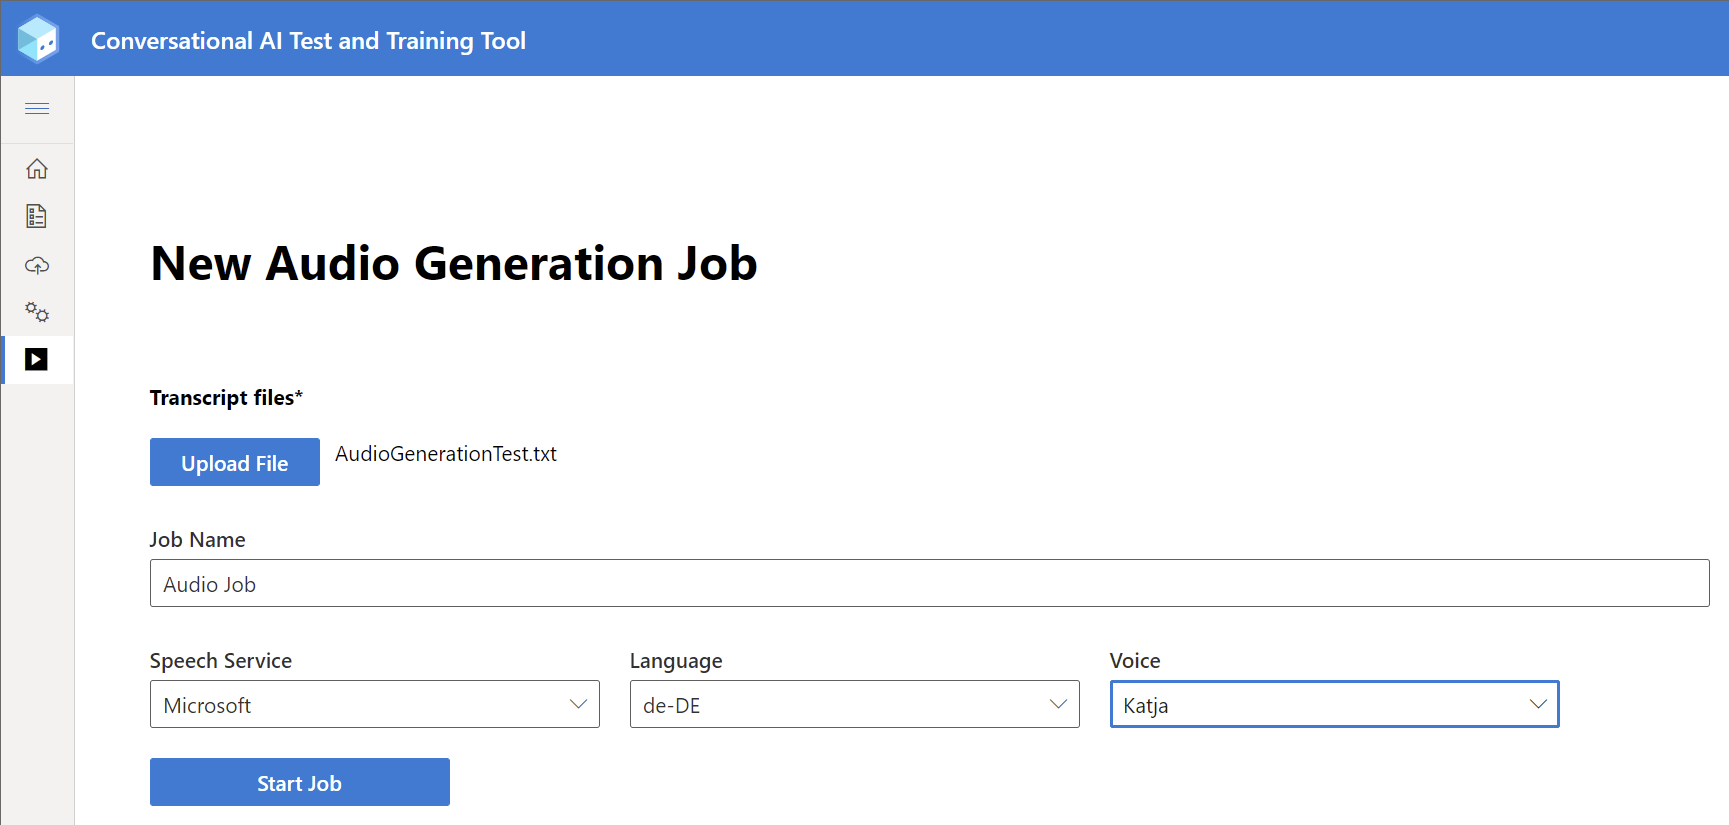 Conversational AI Test and Training Tool
New Audio Generation Job
Transcript files*
Upload File
AudioGenerationTest.txt
Job Name
Audio Job
Speech Service
Language
Voice
Microsoft
de-DE
Katja
Start Job